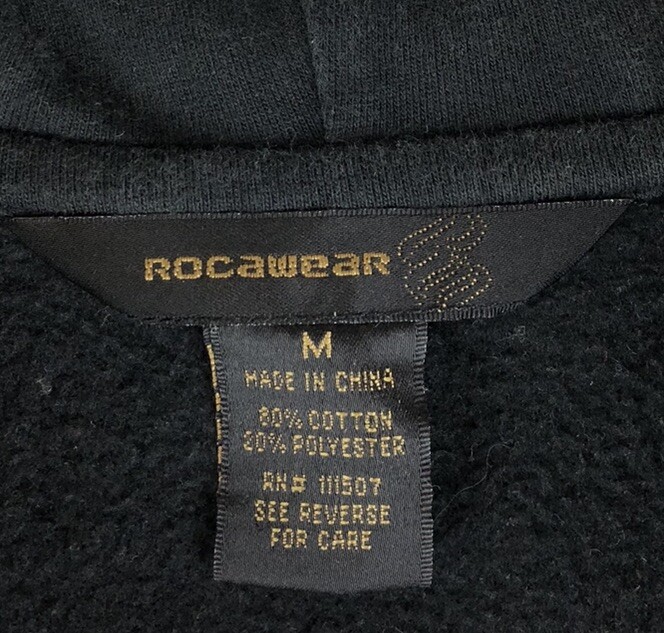 ROCAWEAR
M
MADE IN CHINA
80% COTTON
20% POLYESTER
RN# 111507
SEE REVERSE
FOR CARE